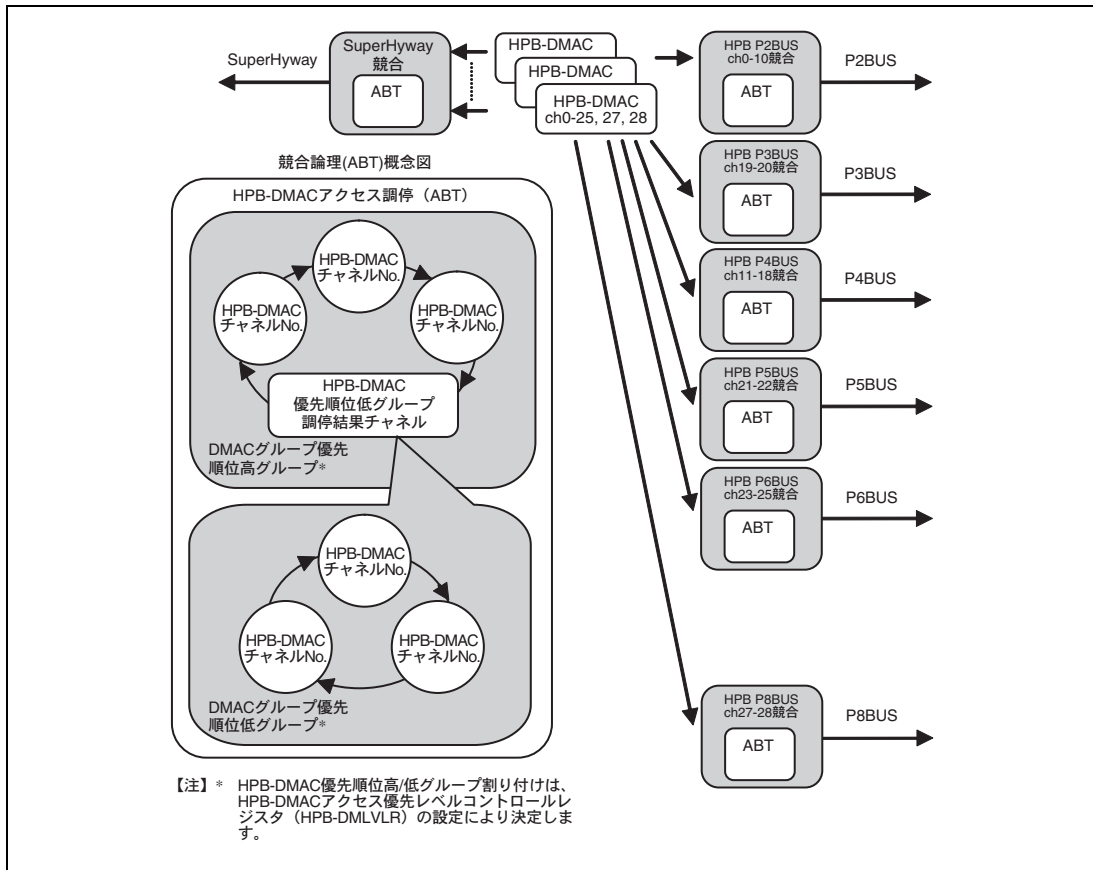 SuperHyway
SuperHyway
競合
ABT
HPB-DMAC
HPB-DMAC
HPB-DMAC
ch0-25, 27, 28
HPB P2BUS
ch0-10競合
ABT
P2BUS
HPB P3BUS
ch19-20競合
ABT
P3BUS
HPB P4BUS
ch11-18競合
ABT
P4BUS
HPB P5BUS
ch21-22競合
ABT
P5BUS
HPB P6BUS
ch23-25競合
ABT
P6BUS
HPB P8BUS
ch27-28競合
ABT
P8BUS
競合論理(ABT)概念図
HPB-DMACアクセス調停（ABT）
HPB-DMAC
チャネルNo.
HPB-DMAC
チャネルNo.
HPB-DMAC
チャネルNo.
HPB-DMAC
優先順位低グループ
調停結果チャネル
DMACグループ優先
順位高グループ*
HPB-DMAC
チャネルNo.
HPB-DMAC
チャネルNo.
HPB-DMAC
チャネルNo.
DMACグループ優先
順位低グループ*
【注】* HPB-DMAC優先順位高/低グループ割り付けは、
HPB-DMACアクセス優先レベルコントロールレ
ジスタ（HPB-DMLVLR）の設定により決定しま
す。